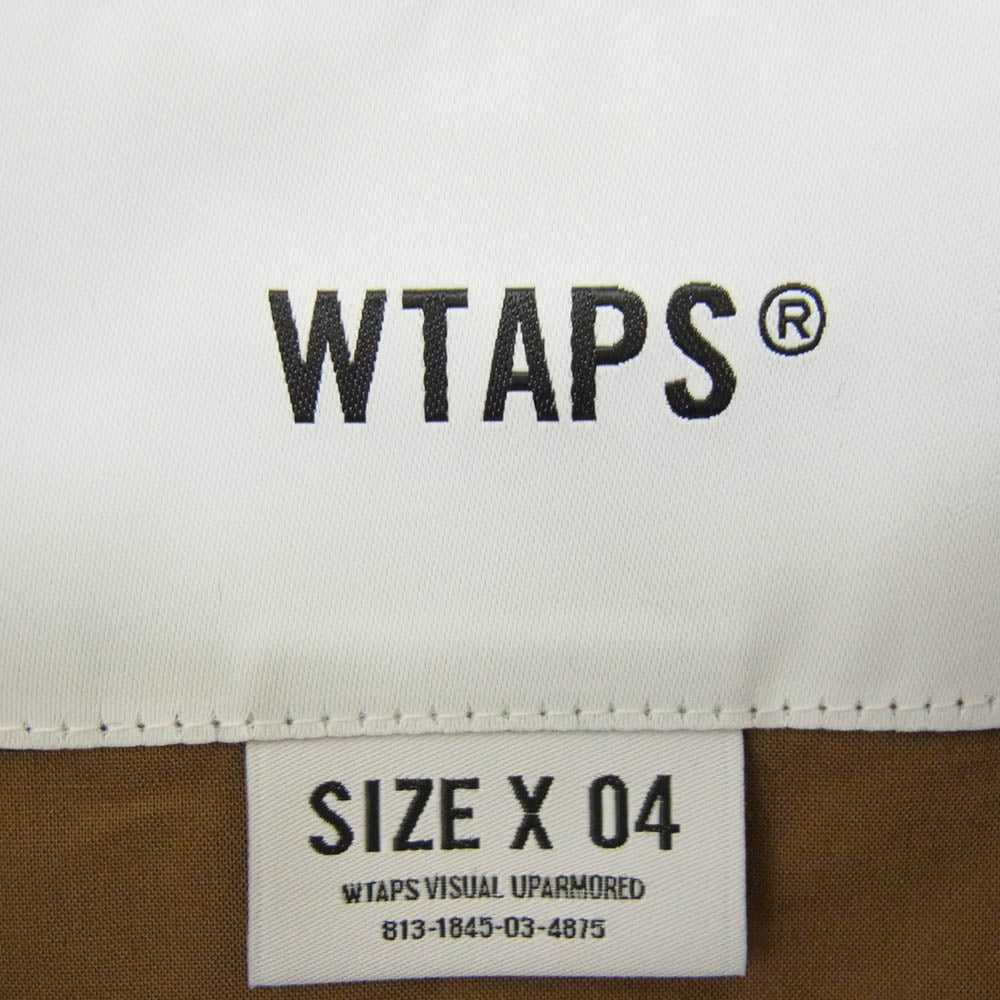 WTAPS®
SIZE X 04
WTAPS VISUAL UPARMORED
813-1845-03-4875